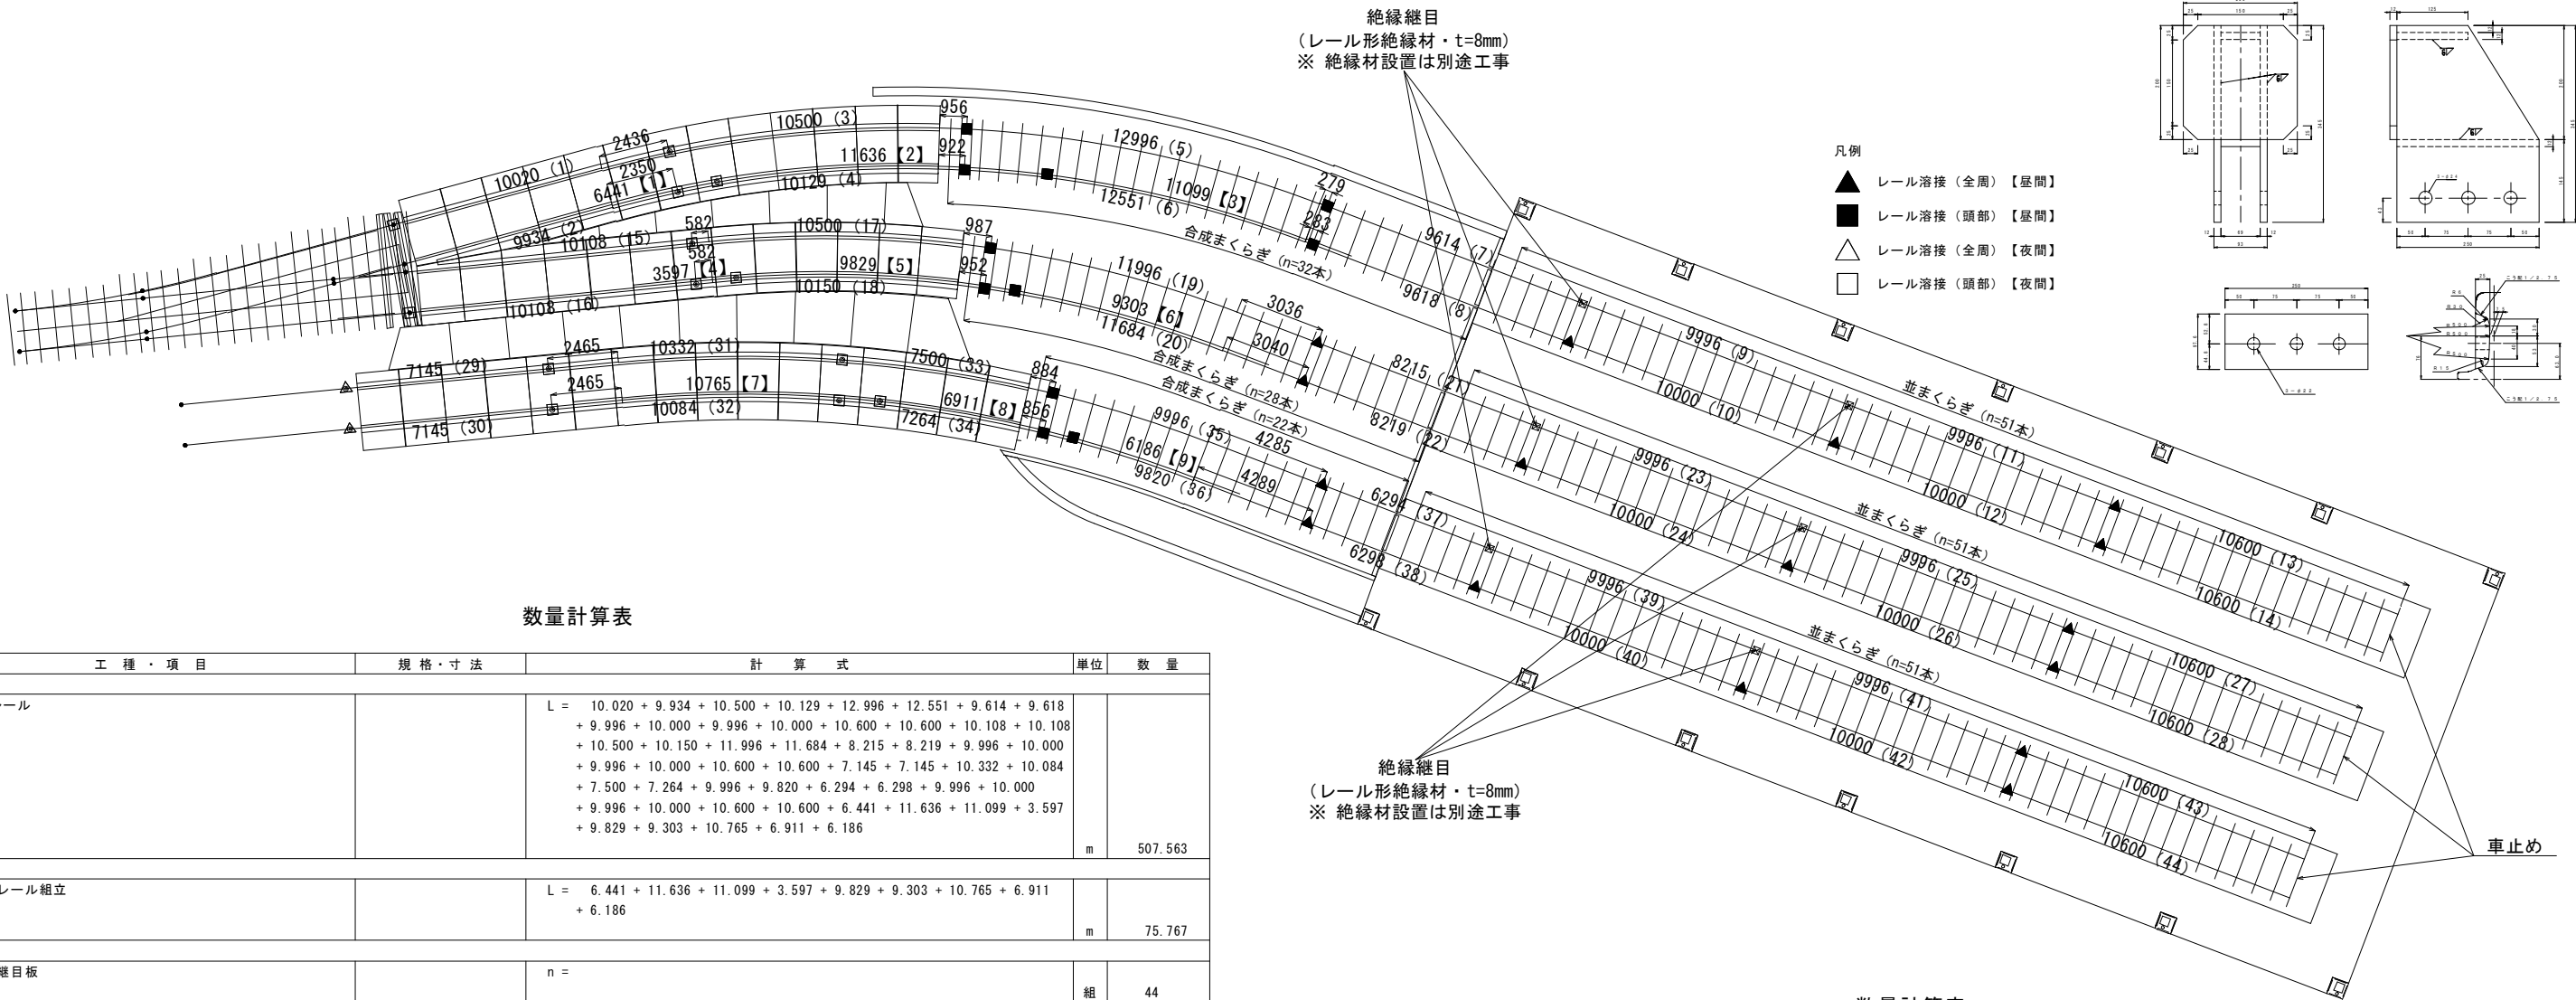 絶縁継目
（レール形絶縁材・t=8mm）
※ 絶縁材設置は別途工事
凡例
レール溶接（全周）【昼間】
レール溶接（頭部）【昼間】
レール溶接（全周）【夜間】
レール溶接（頭部）【夜間】
10020 (1)
2436
10500 (3)
956
2350
6441【1】
11636【2】
922
12996 (5)
9934 (2)
10129 (4)
11099【3】
279
12551 (6)
283
合成まくらぎ（n=32本）
9614 (7)
9618 (8)
9996 (9)
10000 (10)
並まくらぎ（n=51本）
9996 (11)
10000 (12)
10600 (13)
10600 (14)
10108 (15)
582
10500 (17)
987
582
3597【4】
9829【5】
952
11996 (19)
10108 (16)
10150 (18)
9303【6】
3036
11684 (20)
3040
合成まくらぎ（n=28本）
8215 (21)
8219 (22)
9996 (23)
10000 (24)
並まくらぎ（n=51本）
9996 (25)
10000 (26)
10600 (27)
10600 (28)
7145 (29)
2465
10332 (31)
7500 (33)
884
合成まくらぎ（n=22本）
2465
10765【7】
6911【8】
856
9996 (35)
7145 (30)
10084 (32)
7264 (34)
6186【9】
4285
9820 (36)
4289
6294 (37)
6298 (38)
9996 (39)
10000 (40)
並まくらぎ（n=51本）
9996 (41)
10000 (42)
10600 (43)
10600 (44)
絶縁継目
（レール形絶縁材・t=8mm）
※ 絶縁材設置は別途工事
車止め
数量計算表
工 種 ・ 項 目 規 格・寸 法 計 算 式 単位 数 量
ール
L = 10.020 + 9.934 + 10.500 + 10.129 + 12.996 + 12.551 + 9.614 + 9.618
+ 9.996 + 10.000 + 9.996 + 10.000 + 10.600 + 10.600 + 10.108 + 10.108
+ 10.500 + 10.150 + 11.996 + 11.684 + 8.215 + 8.219 + 9.996 + 10.000
+ 9.996 + 10.000 + 10.600 + 10.600 + 7.145 + 7.145 + 10.332 + 10.084
+ 7.500 + 7.264 + 9.996 + 9.820 + 6.294 + 6.298 + 9.996 + 10.000
+ 9.996 + 10.000 + 10.600 + 10.600 + 6.441 + 11.636 + 11.099 + 3.597
+ 9.829 + 9.303 + 10.765 + 6.911 + 6.186
m 507.563
レール組立 L = 6.441 + 11.636 + 11.099 + 3.597 + 9.829 + 9.303 + 10.765 + 6.911
+ 6.186
m 75.767
継目板 n =
組 44
数量計算表